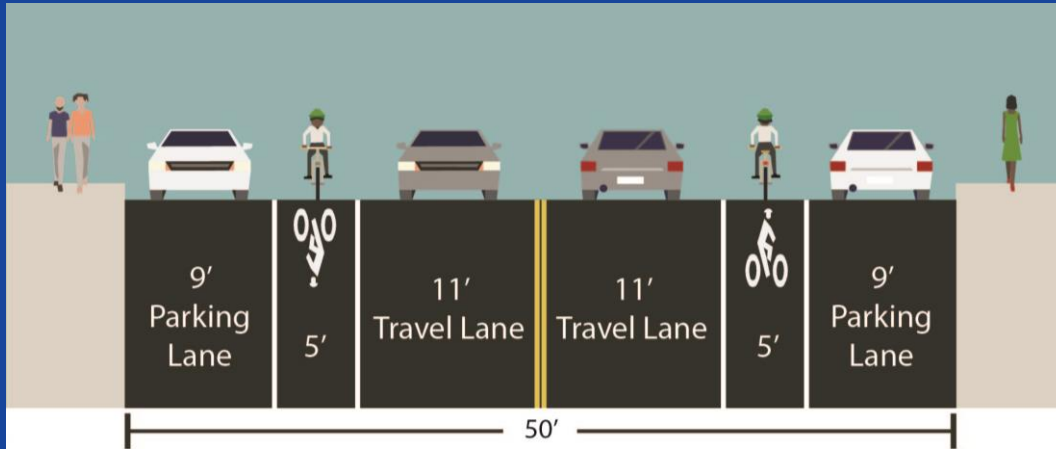 9′
Parking
Lane
5′
11′
Travel Lane
11′
Travel Lane
5′
9′
Parking
Lane
50′